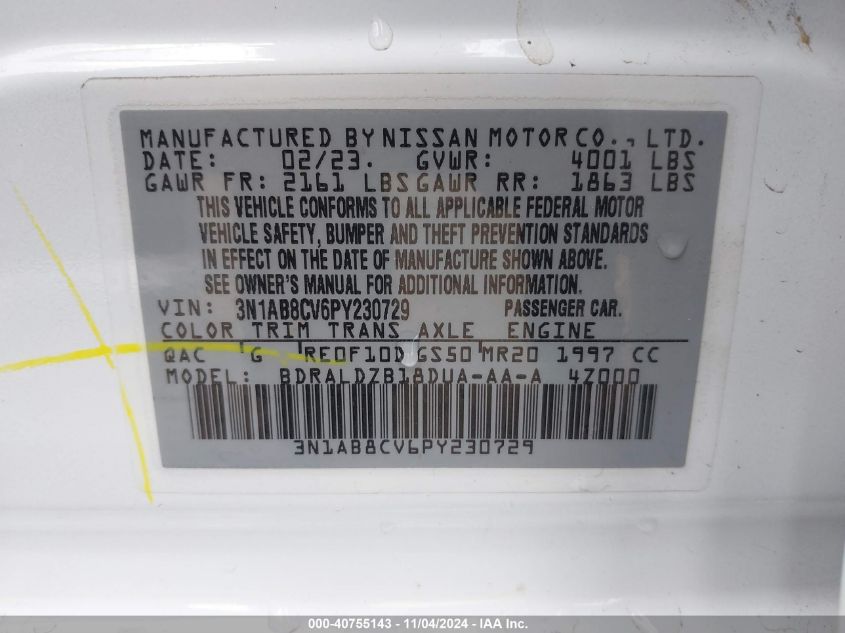 MANUFACTURED BY NISSAN MOTOR CO., LTD.
DATE: 02/23. GVWR: 4001 LBS
GAWR FR: 2161 LBS GAWR RR: 1863 LBS
THIS VEHICLE CONFORMS TO ALL APPLICABLE FEDERAL MOTOR
VEHICLE SAFETY, BUMPER AND THEFT PREVENTION STANDARDS
IN EFFECT ON THE DATE OF MANUFACTURE SHOWN ABOVE.
SEE OWNER'S MANUAL FOR ADDITIONAL INFORMATION.
VIN: 3N1AB8CV6PY230729 PASSENGER CAR.
COLOR TRIM TRANS AXLE ENGINE
QAC G RE0F10D GS50 MR20 1997 CC
MODEL: BDRALDZB18DUA-AA-A 4Z000
3N1AB8CV6PY230729
000-40755143 - 11/04/2024 - IAA Inc.